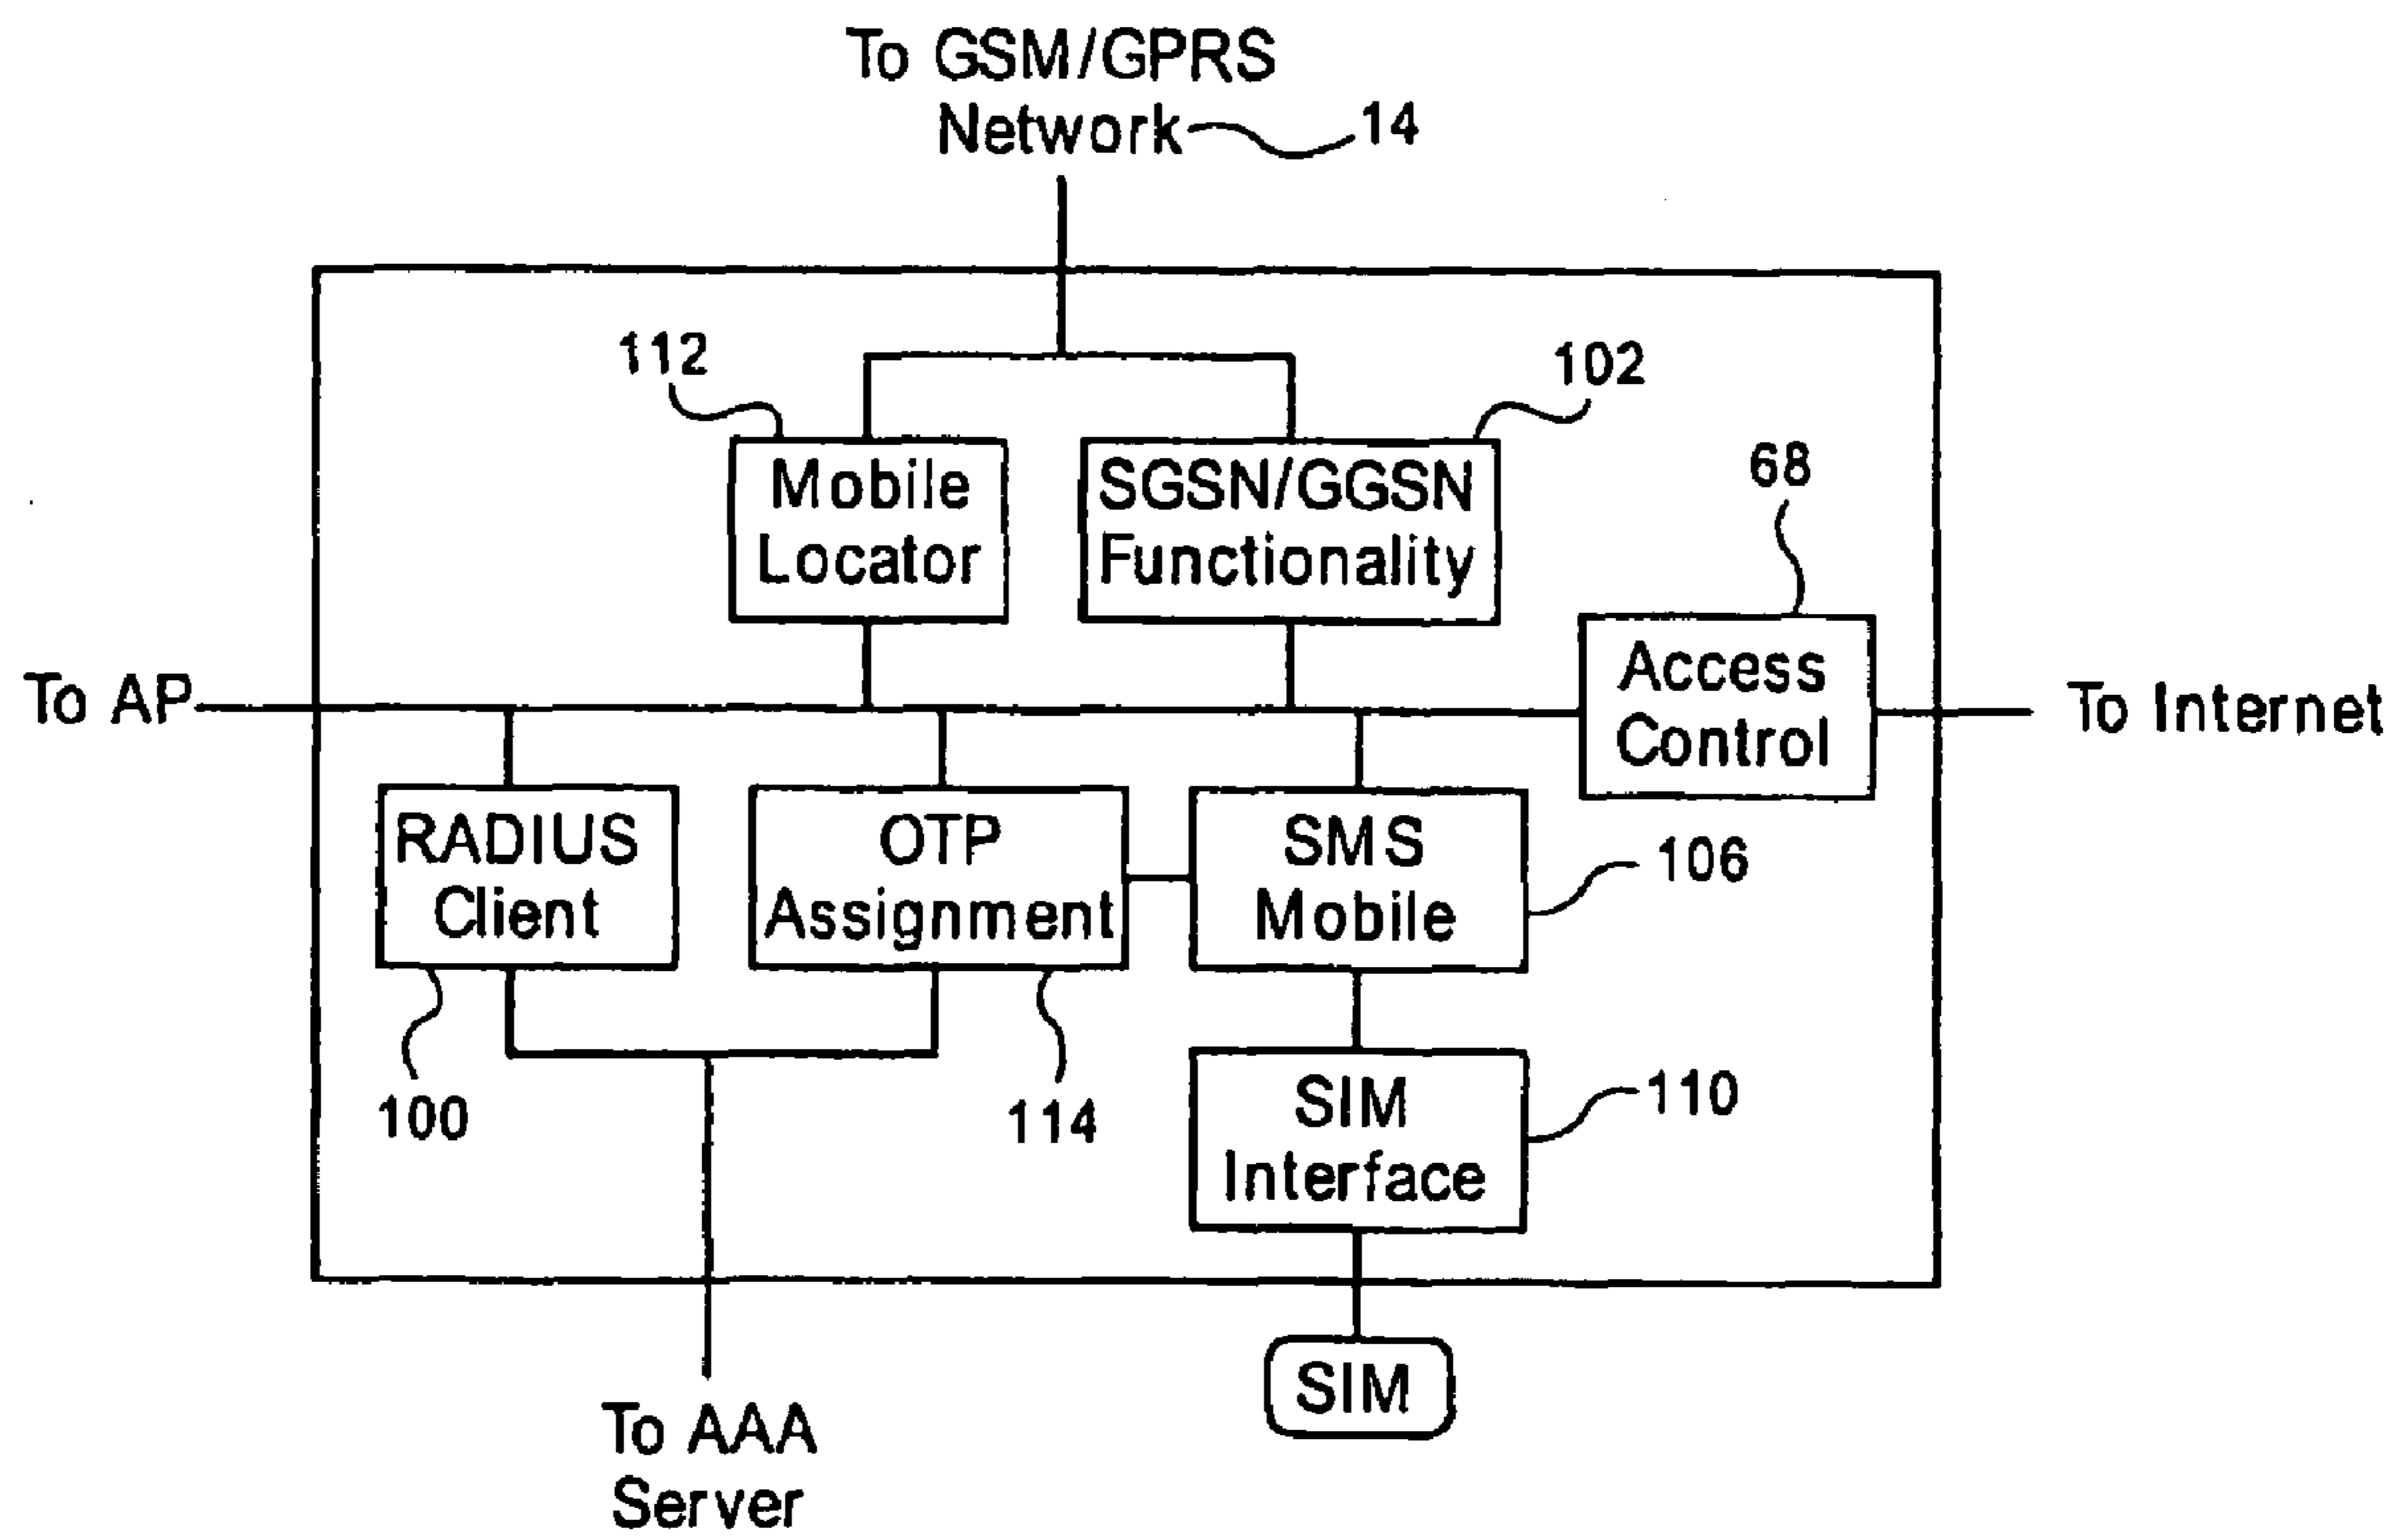 To GSM/GPRS
Network 14
112
102
Mobile
Locator
SGSN/GGSN
Functionality
68
Access
Control
To AP
To Internet
RADIUS
Client
OTP
Assignment
SMS
Mobile
106
100
114
SIM
Interface
110
SIM
To AAA
Server